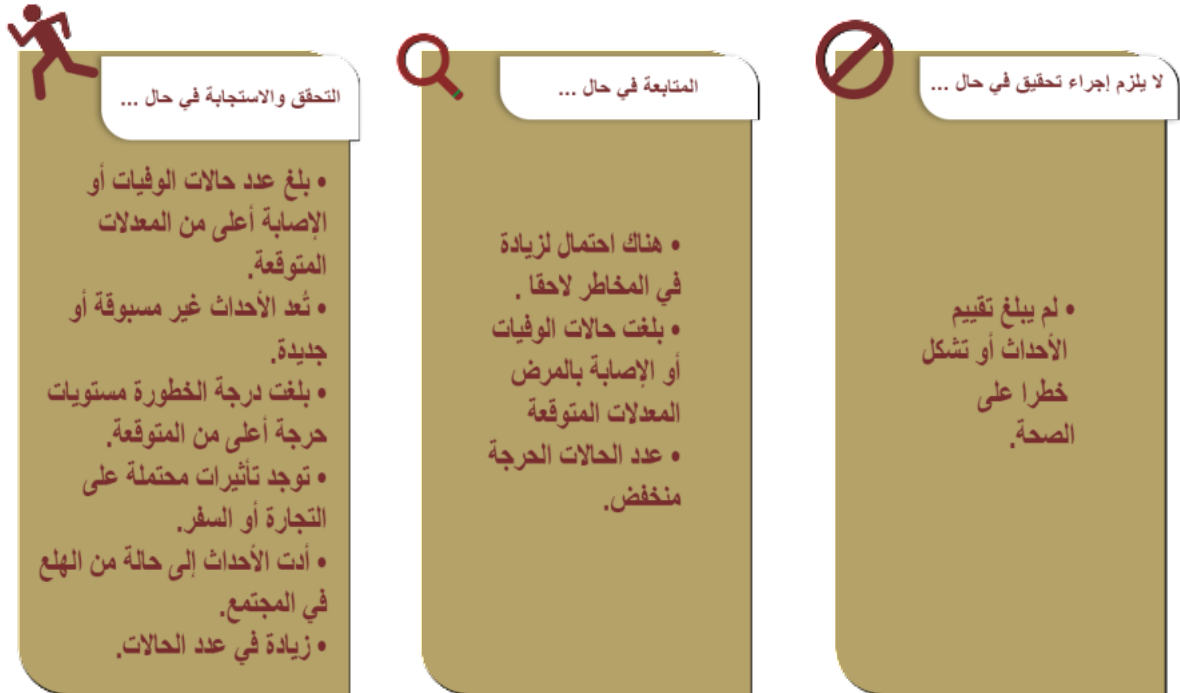 لا يلزم إجراء تحقيق في حال ...
• لم يبلغ تقييم
الأحداث أو تشكل
خطرا على
الصحة.
المتابعة في حال ...
• هناك احتمال لزيادة
في المخاطر لاحقا .
• بلغت حالات الوفيات
أو الإصابة بالمرض
المعدلات المتوقعة
• عدد الحالات الحرجة
منخفض.
التحقق والاستجابة في حال ...
• بلغ عدد حالات الوفيات أو
الإصابة أعلى من المعدلات
المتوقعة.
• تُعد الأحداث غير مسبوقة أو
جديدة.
• بلغت درجة الخطورة مستويات
حرجة أعلى من المتوقعة.
• توجد تأثيرات محتملة على
التجارة أو السفر.
• أدت الأحداث إلى حالة من الهلع
في المجتمع.
• زيادة في عدد الحالات.